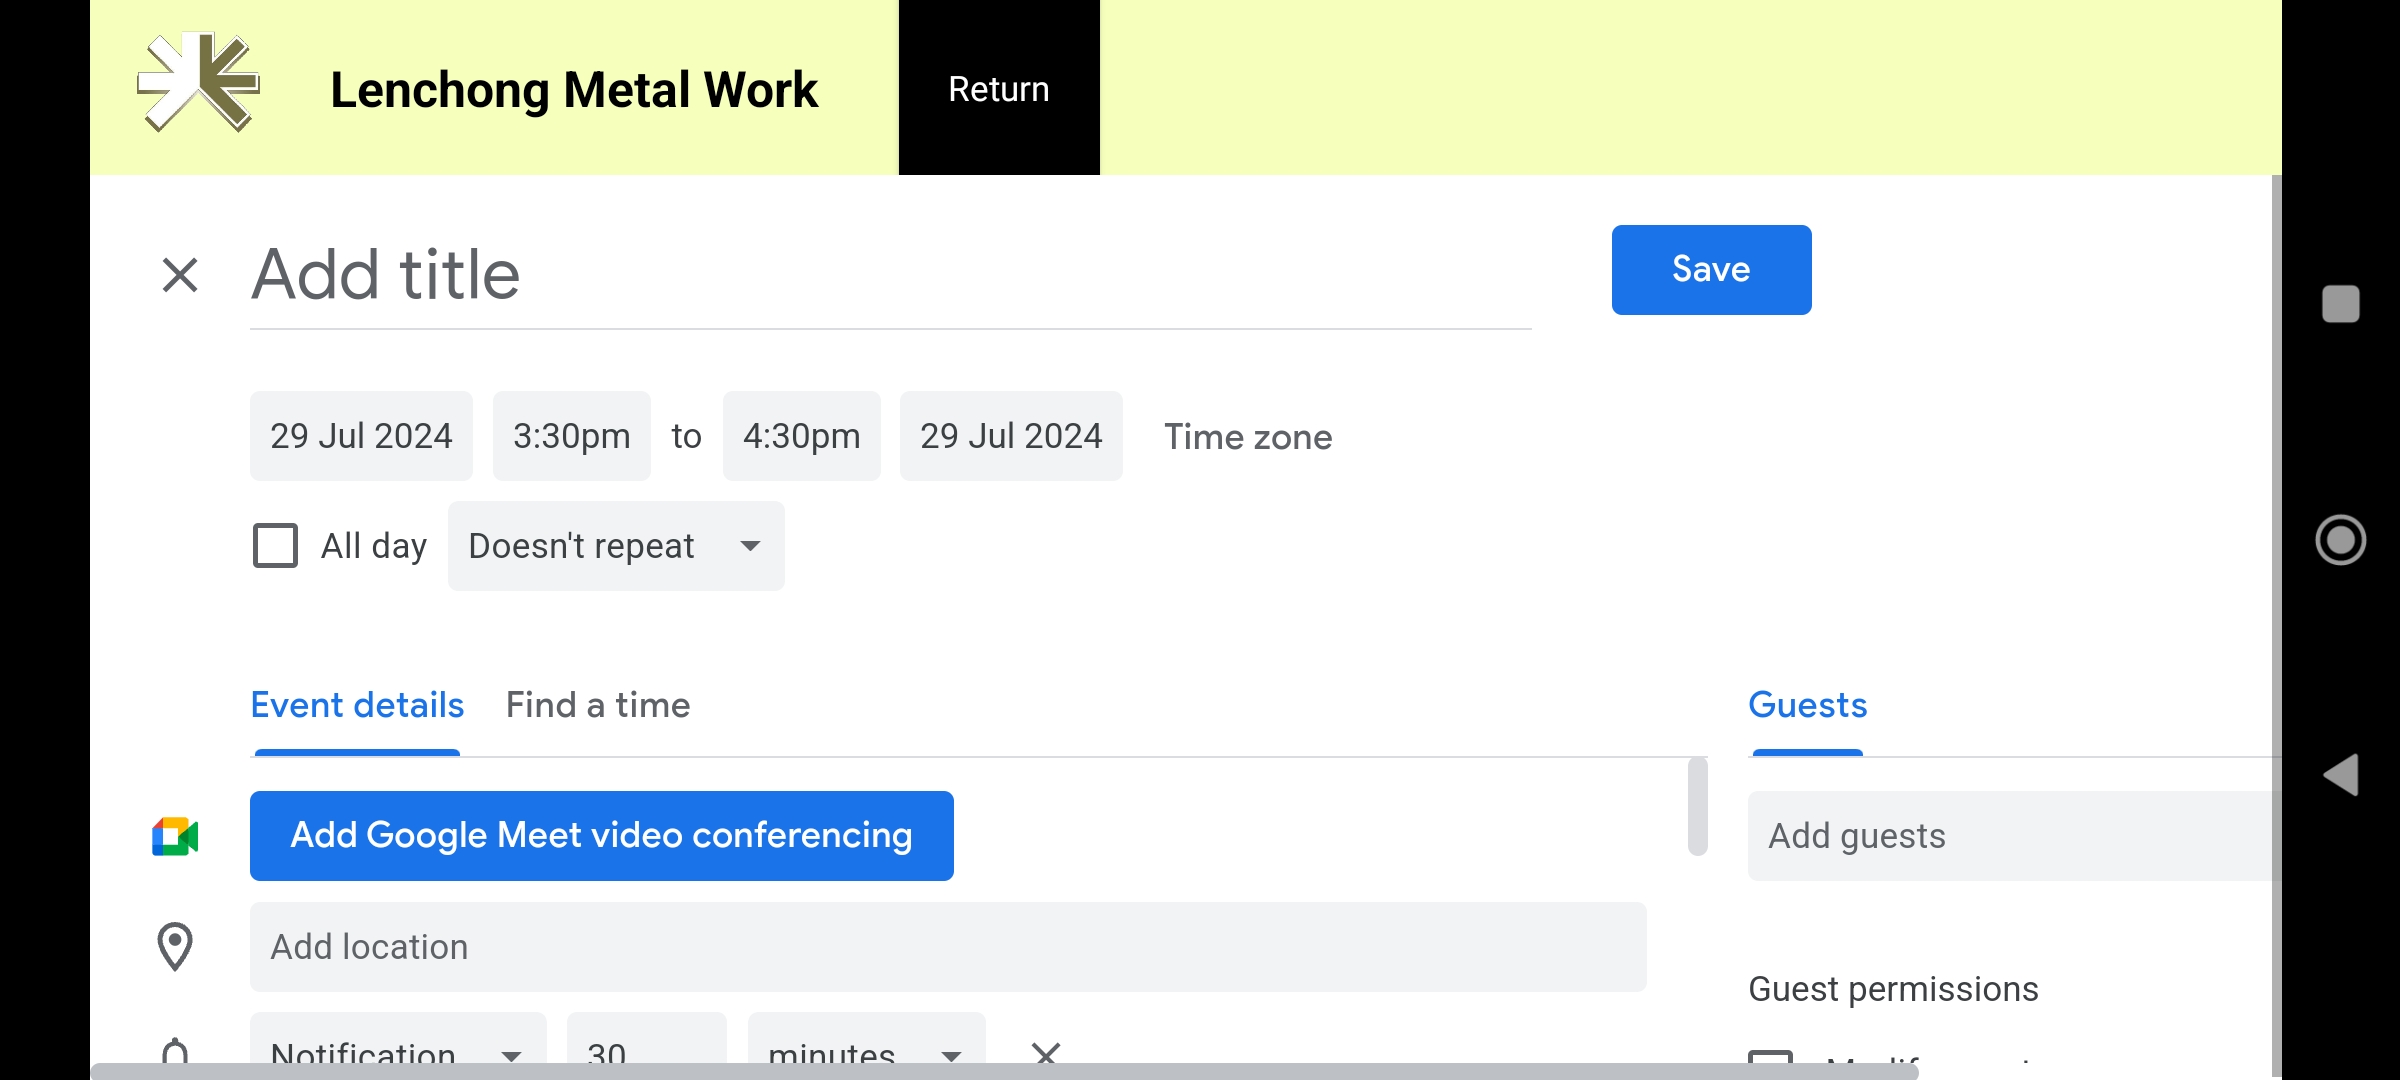 Lenchong Metal Work
Return
Add title
Save
29 Jul 2024 3:30pm to 4:30pm 29 Jul 2024 Time zone
All day Doesn't repeat
Event details Find a time
Guests
Add Google Meet video conferencing
Add guests
Add location
Guest permissions
Notification 30 minutes